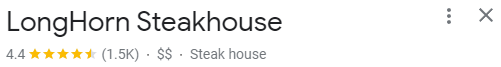 LongHorn Steakhouse
4.4 (1.5K) · $$ · Steak house